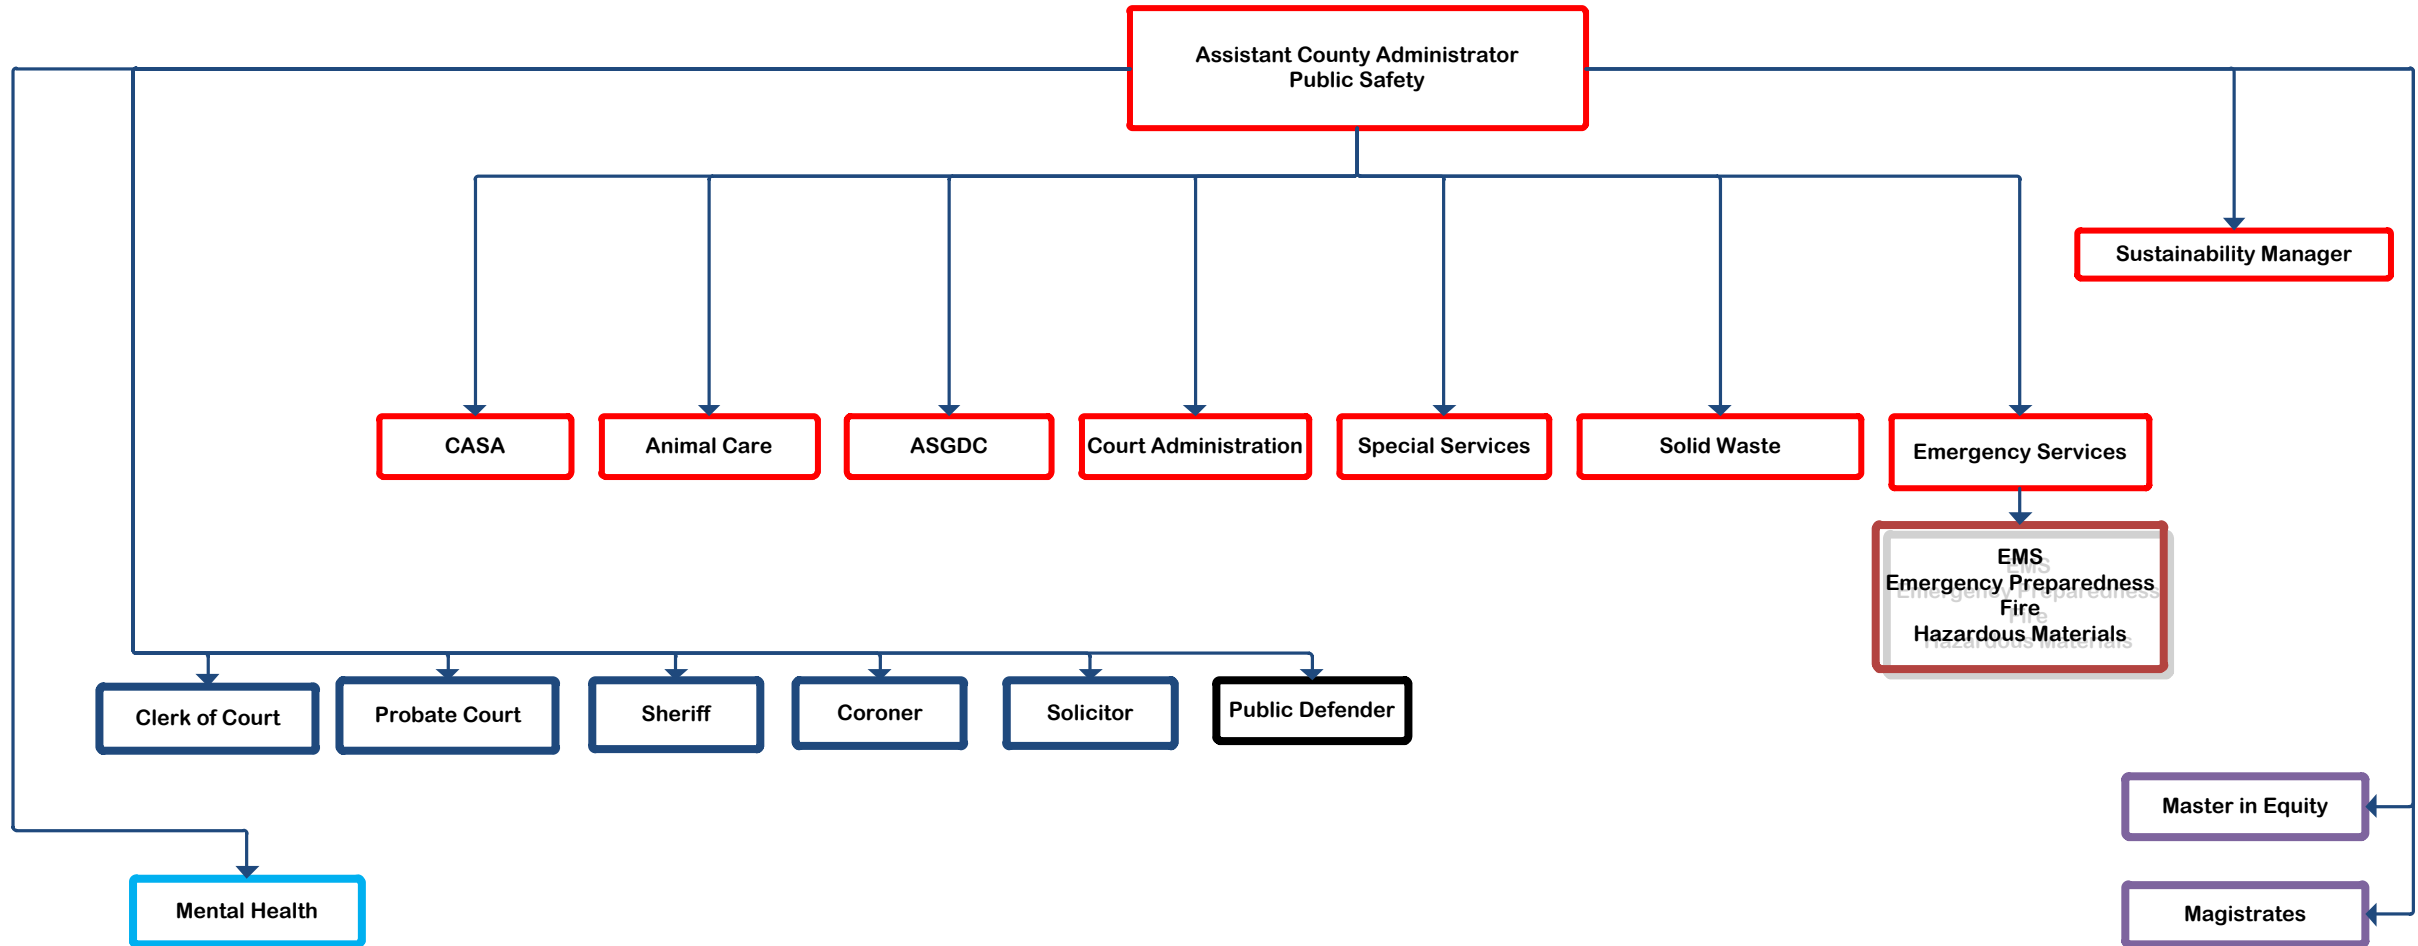 Assistant County Administrator
Public Safety
Sustainability Manager
CASA
Animal Care
ASGDC
Court Administration
Special Services
Solid Waste
Emergency Services
EMS
Emergency Preparedness
Fire
Hazardous Materials
Clerk of Court
Probate Court
Sheriff
Coroner
Solicitor
Public Defender
Master in Equity
Mental Health
Magistrates